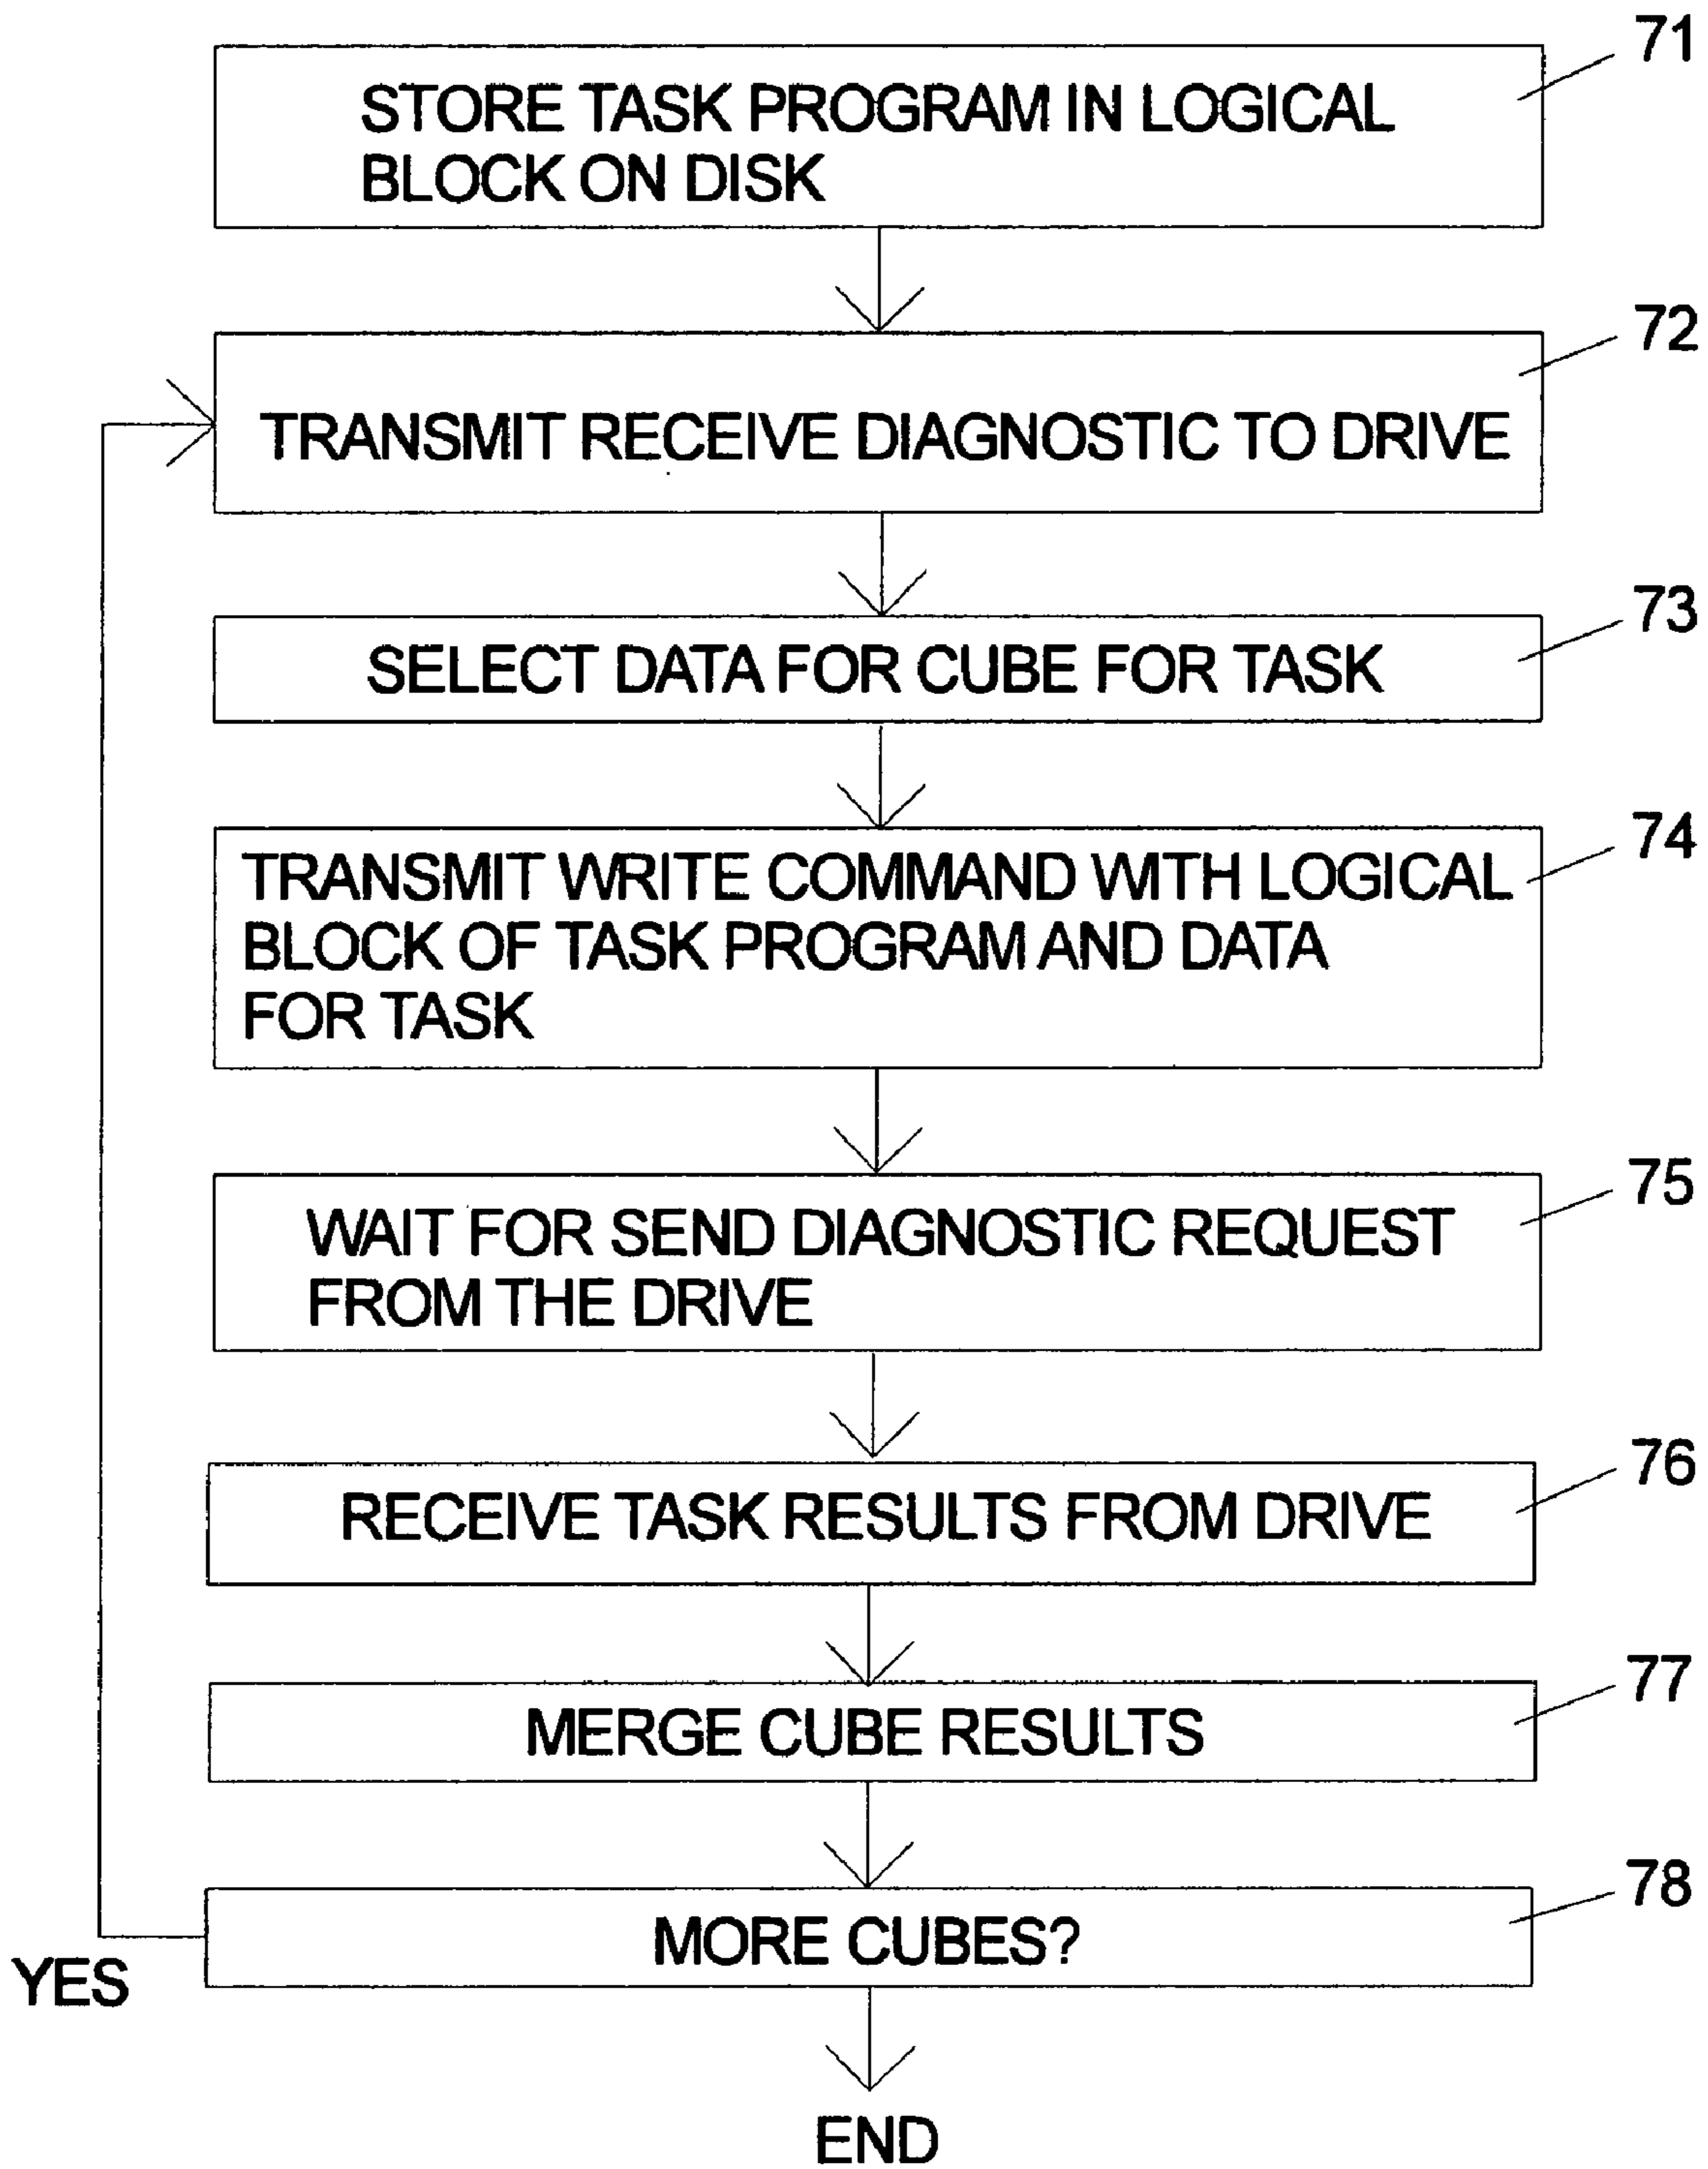 71
STORE TASK PROGRAM IN LOGICAL
BLOCK ON DISK
72
TRANSMIT RECEIVE DIAGNOSTIC TO DRIVE
73
SELECT DATA FOR CUBE FOR TASK
74
TRANSMIT WRITE COMMAND WITH LOGICAL
BLOCK OF TASK PROGRAM AND DATA
FOR TASK
75
WAIT FOR SEND DIAGNOSTIC REQUEST
FROM THE DRIVE
76
RECEIVE TASK RESULTS FROM DRIVE
77
MERGE CUBE RESULTS
78
MORE CUBES?
YES
END